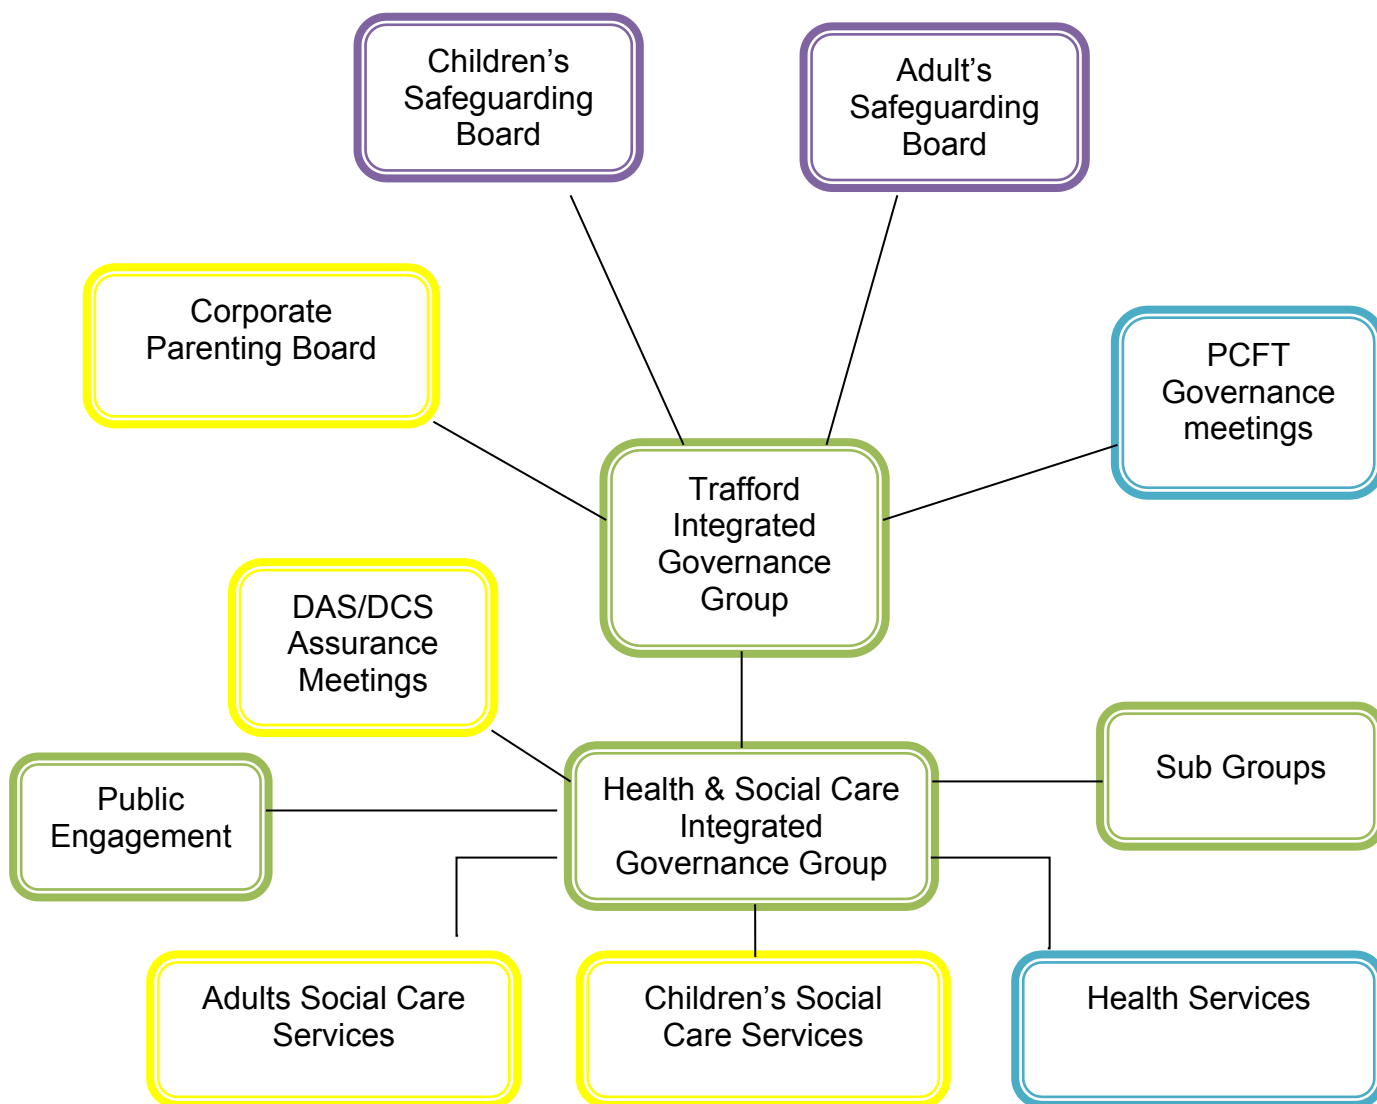 Children’s
Safeguarding
Board
Adult’s
Safeguarding
Board
Corporate
Parenting Board
PCFT
Governance
meetings
Trafford
Integrated
Governance
Group
DAS/DCS
Assurance
Meetings
Public
Engagement
Health & Social Care
Integrated
Governance Group
Sub Groups
Adults Social Care
Services
Children’s Social
Care Services
Health Services